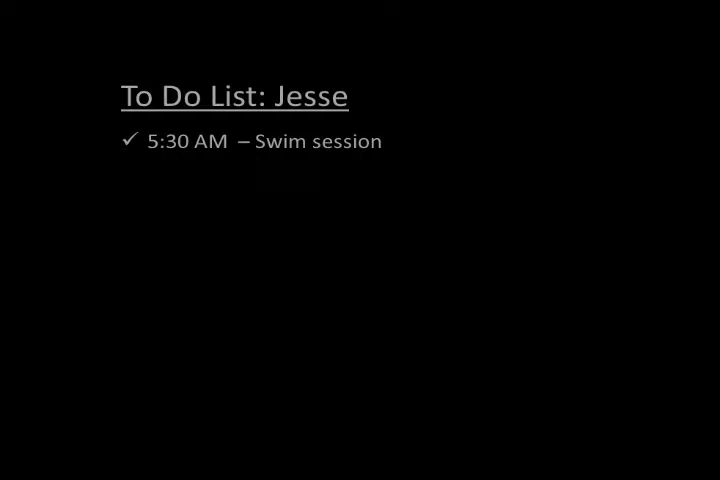 To Do List: Jesse
✓ 5:30 AM – Swim session